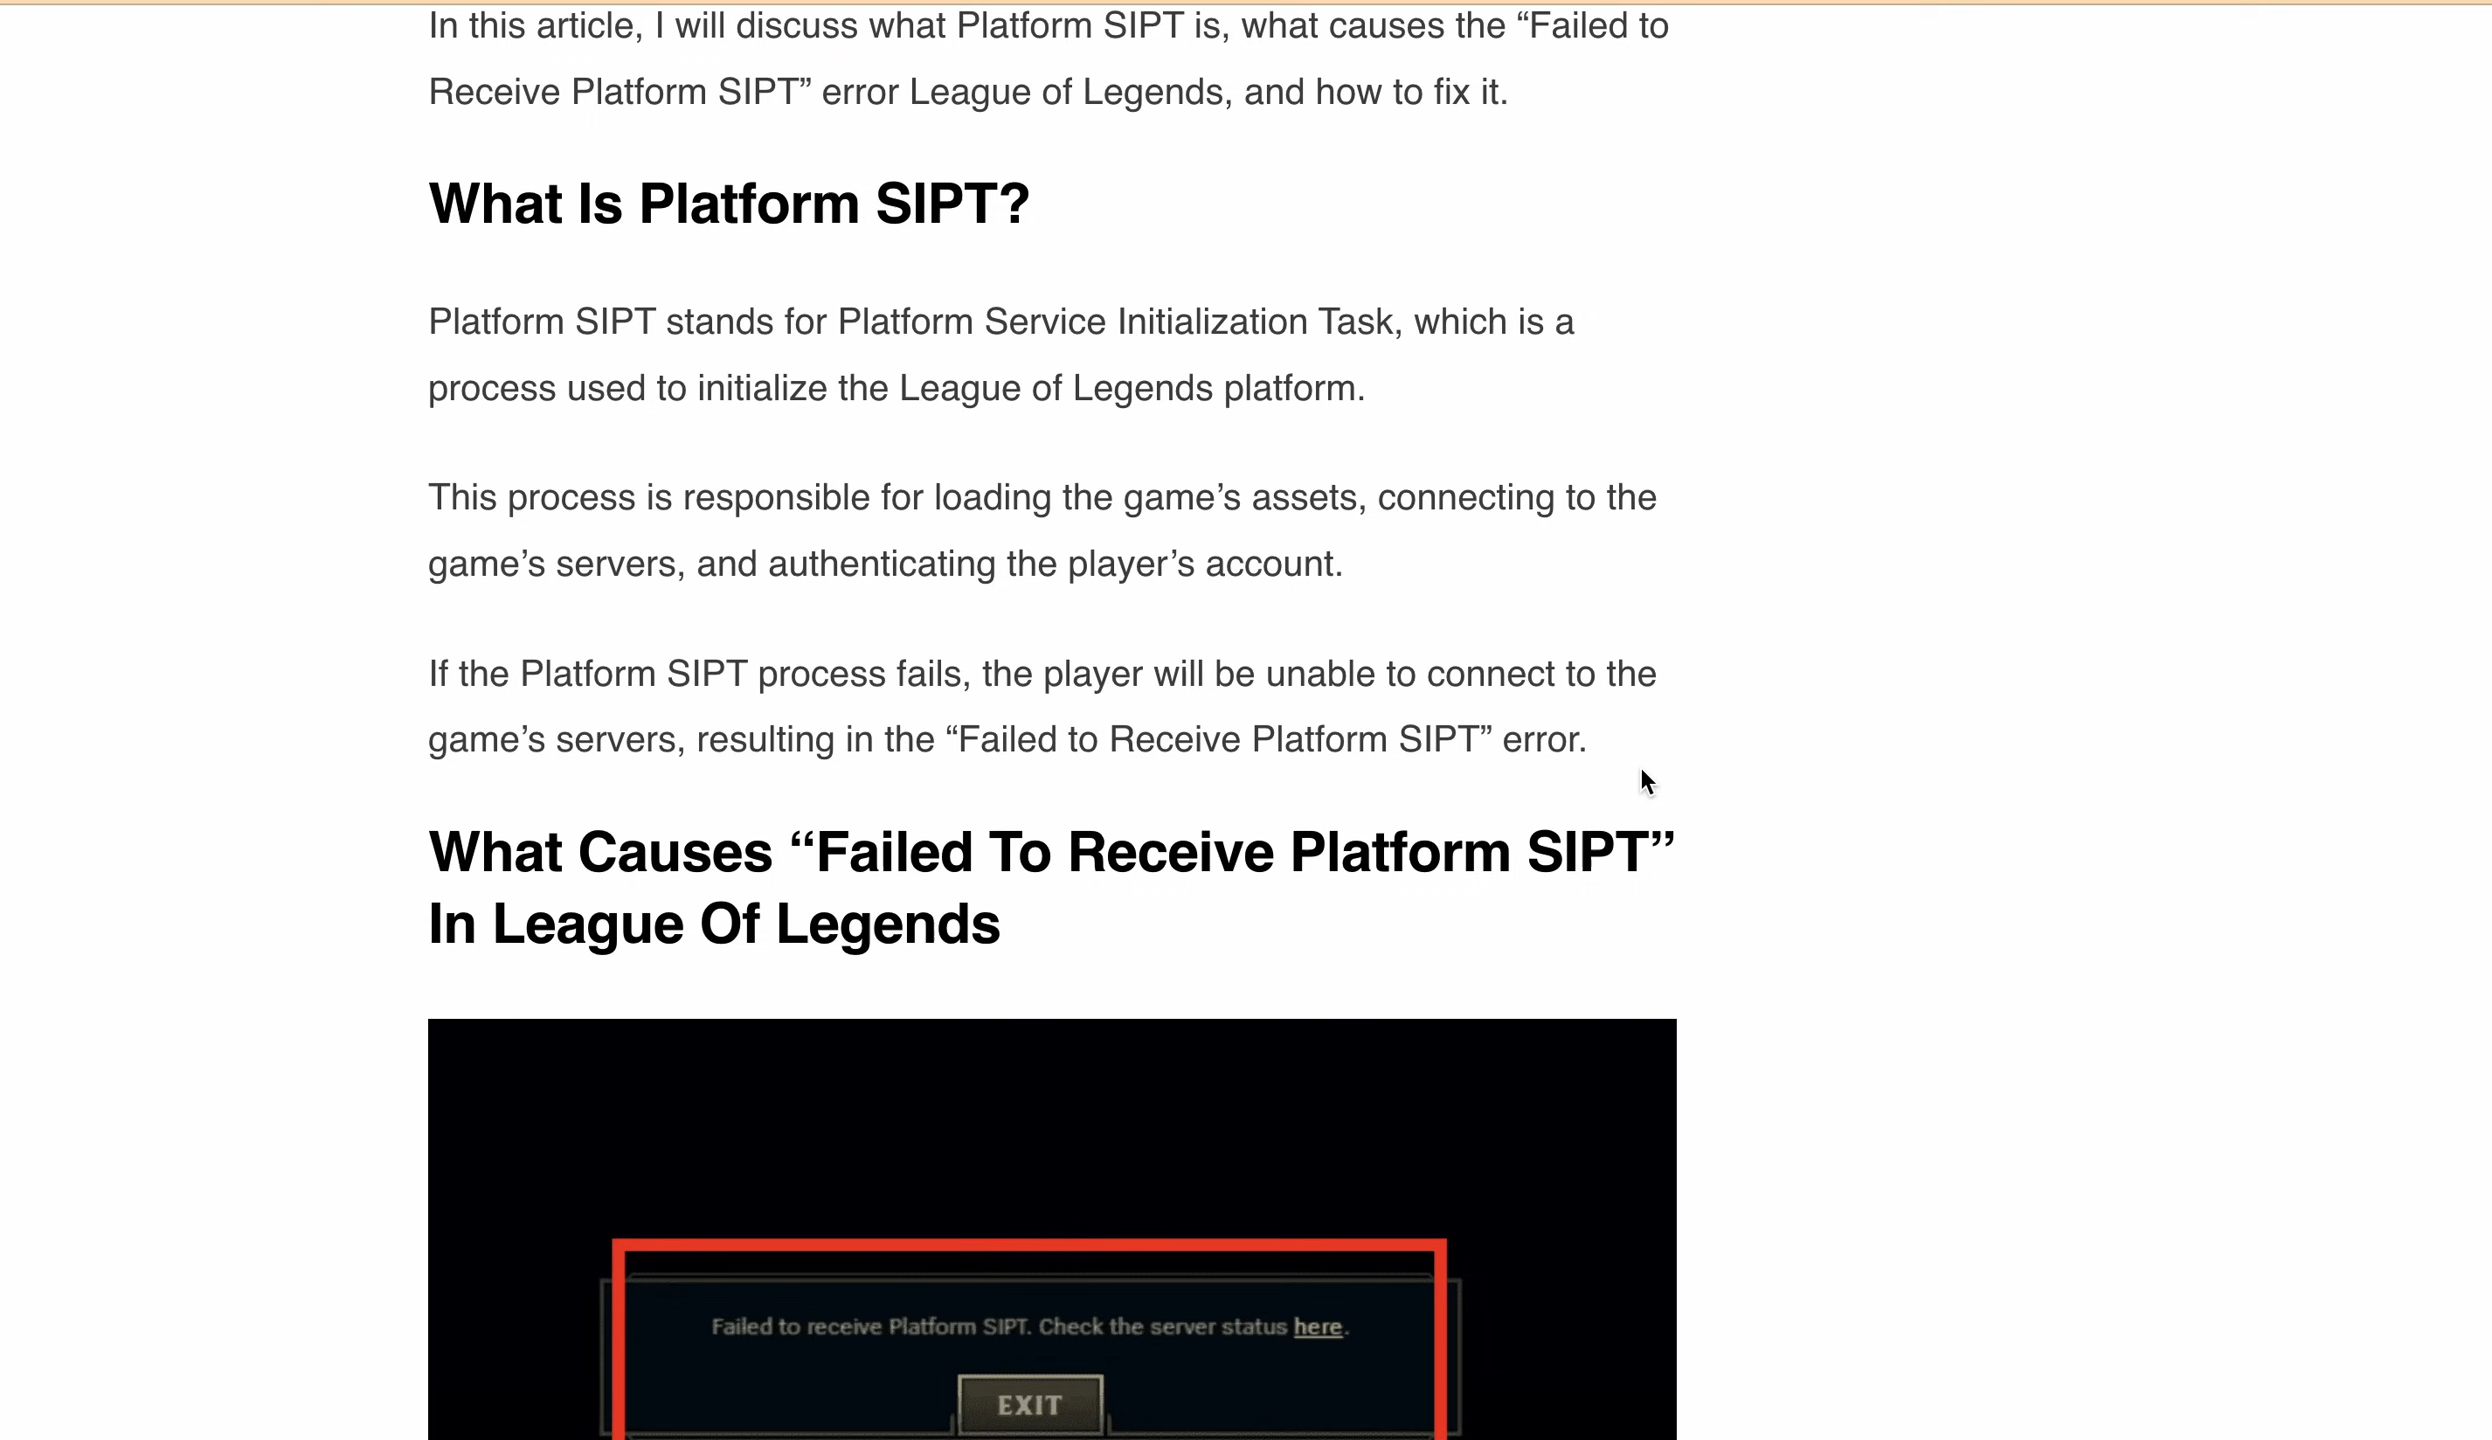 In this article, I will discuss what Platform SIPT is, what causes the “Failed to
Receive Platform SIPT” error League of Legends, and how to fix it.
What Is Platform SIPT?
Platform SIPT stands for Platform Service Initialization Task, which is a
process used to initialize the League of Legends platform.
This process is responsible for loading the game’s assets, connecting to the
game’s servers, and authenticating the player’s account.
If the Platform SIPT process fails, the player will be unable to connect to the
game’s servers, resulting in the “Failed to Receive Platform SIPT” error.
What Causes “Failed To Receive Platform SIPT”
In League Of Legends
Failed to receive Platform SIPT. Check the server status here.
EXIT